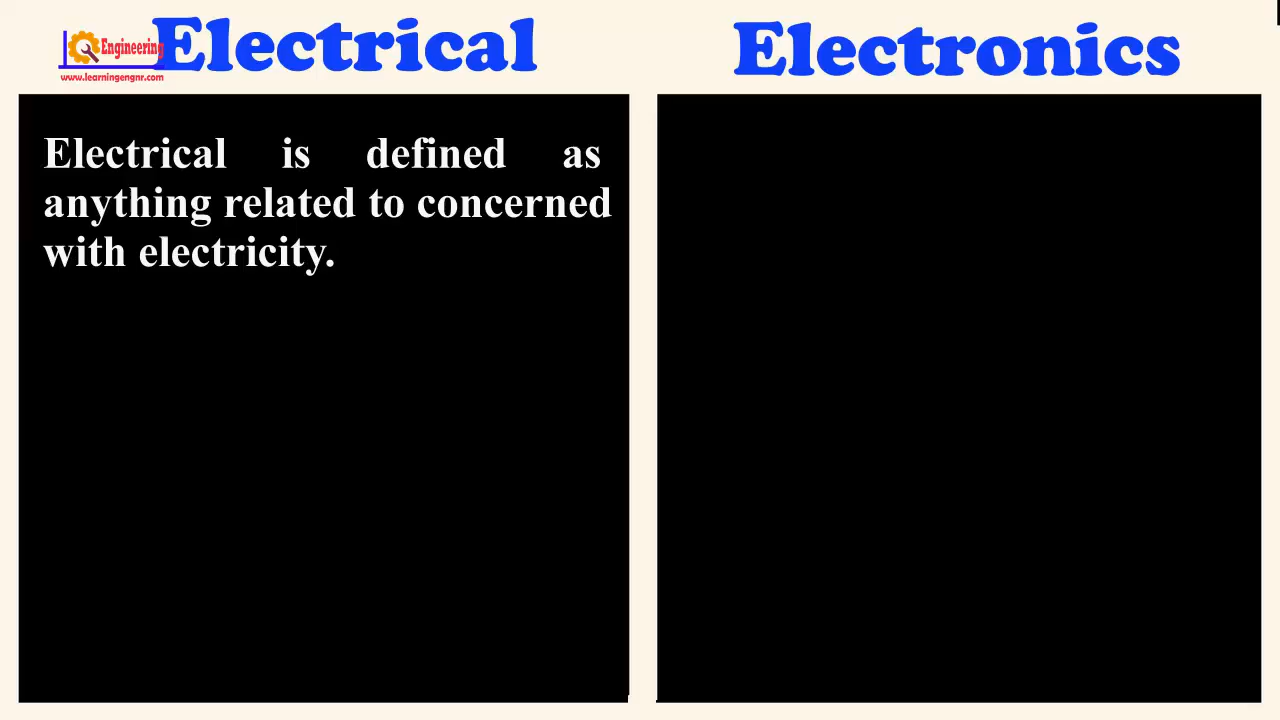 Electrical
Electronics
Engineering
www.learningengnr.com
Electrical is defined as
anything related to concerned
with electricity.